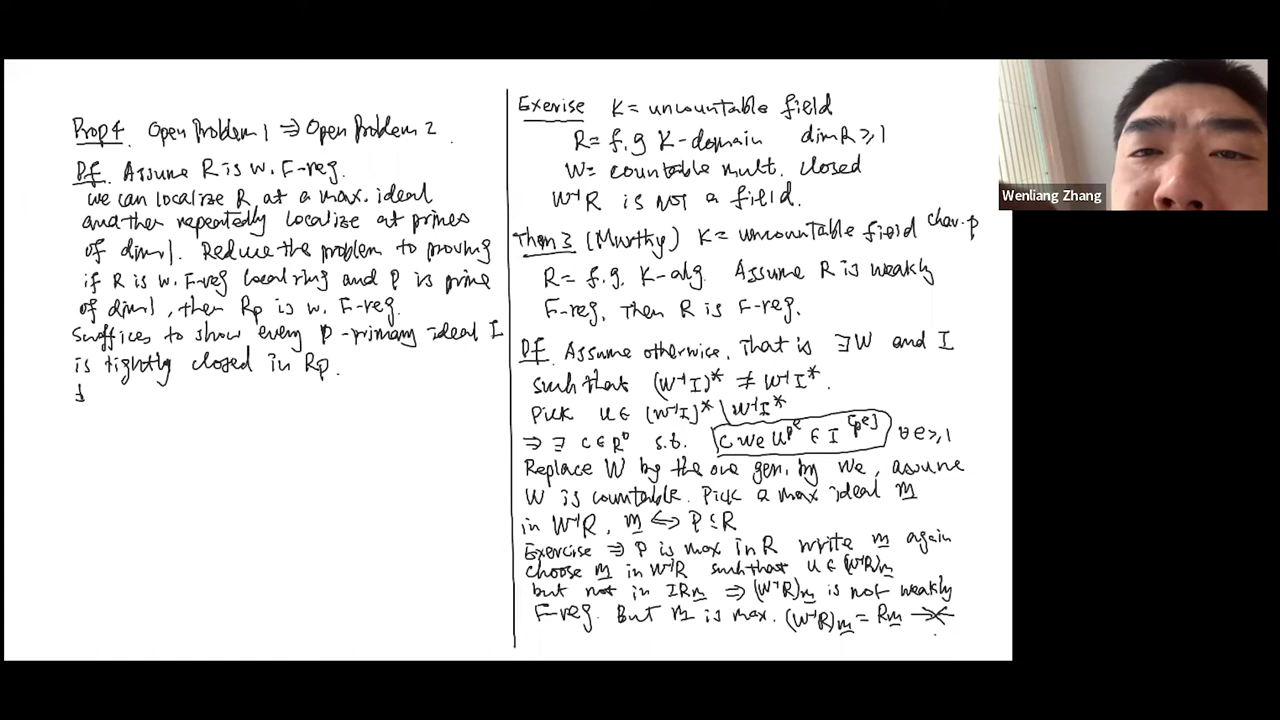 Prop 4. Open Problem 1 ⇒ Open Problem 2.
Pf. Assume R is w. F-reg.
we can localize R at a max. ideal
and then repeatedly localize at primes
of dim 1. Reduce the problem to proving
if R is w. F-reg local ring and P is prime
of dim 1, then Rp is w. F-reg.
Suffices to show every P-primary ideal I
is tightly closed in Rp.
Exerise K = uncountable field
R = f.g K-domain dim R ≥ 1
W = countable mult. closed
W⁻¹R is not a field.
Thm 3 (Murthy) K = uncountable field char. p
R = f.g. K-alg. Assume R is weakly
F-reg, Then R is F-reg.
Pf. Assume otherwise, That is ∃ W and I
such that (W⁻¹I)* ≠ W⁻¹I*.
Pick u ∈ (W⁻¹I)* \ W⁻¹I*
⇒ ∃ c ∈ R⁰ s.t. c we u^{p^e} ∈ I^{[p^e]} ∀ e ≥ 1
Replace W by the one gen. by we, assume
W is countable. Pick a max ideal m
in W⁻¹R, m ↔ P ⊆ R
Exercise ⇒ P is max in R write m again
choose m in W⁻¹R such that u ∈ (W⁻¹R)m
but not in IRm ⇒ (W⁻¹R)m is not weakly
F-reg. But m is max. (W⁻¹R)m = Rm
Wenliang Zhang